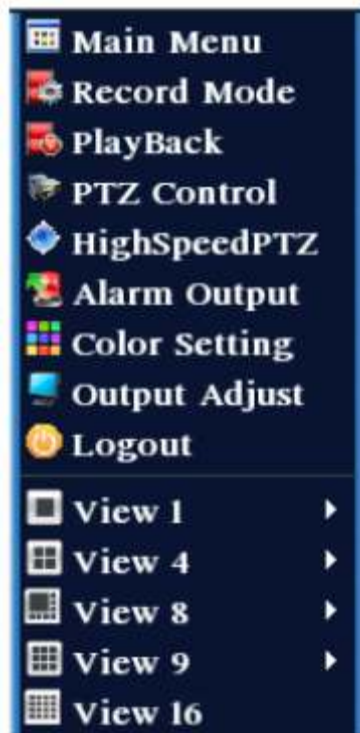 Main Menu
Record Mode
PlayBack
PTZ Control
HighSpeedPTZ
Alarm Output
Color Setting
Output Adjust
Logout
View 1
View 4
View 8
View 9
View 16